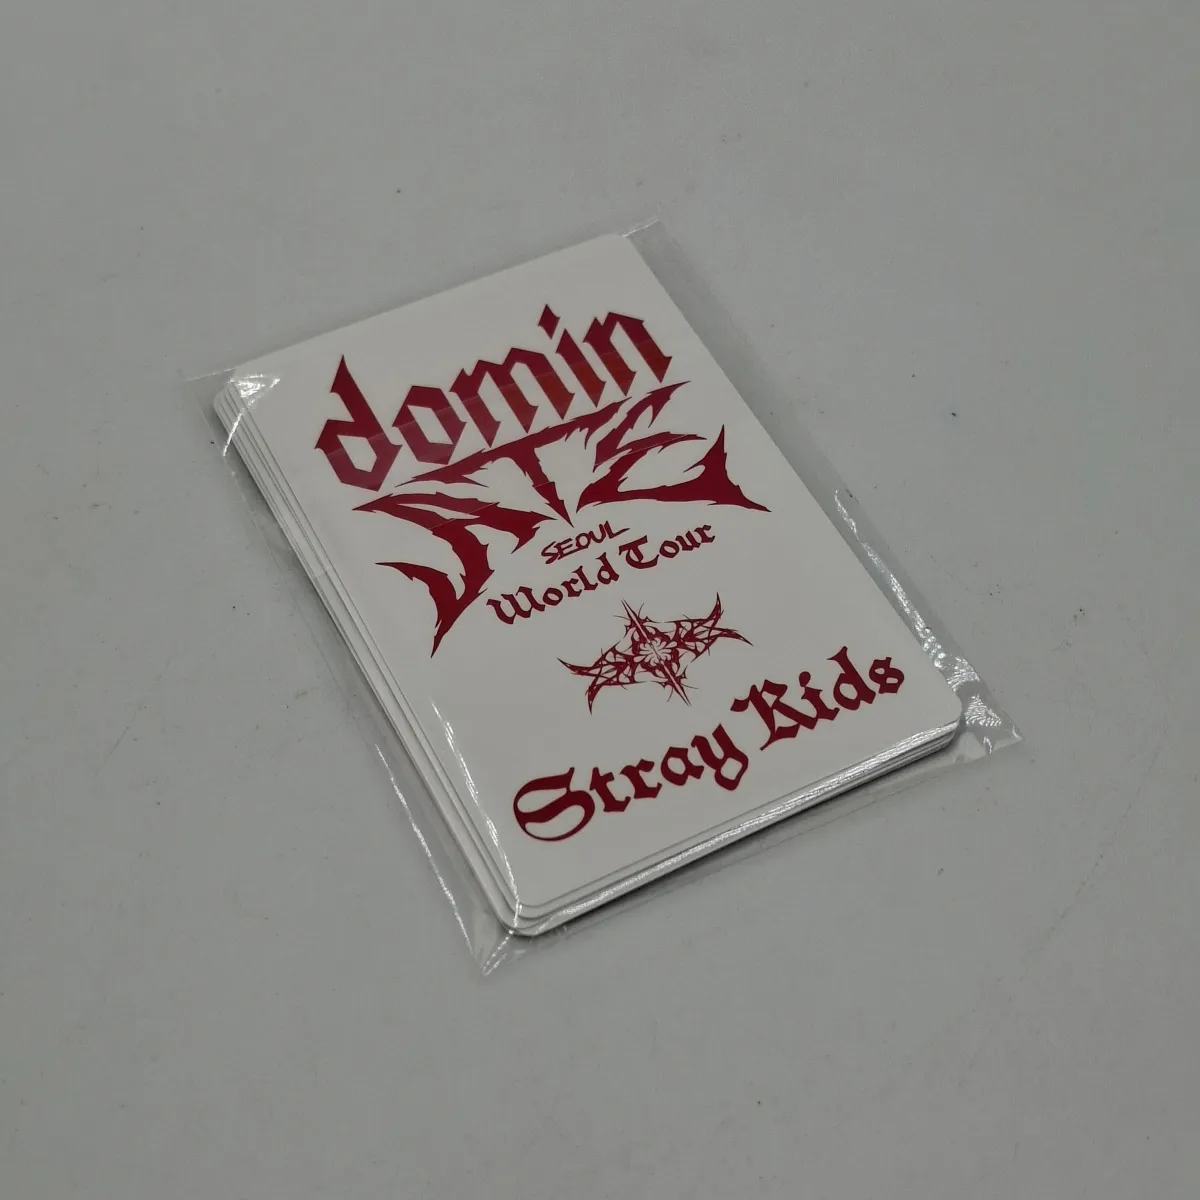 domin
ATE
SEOUL
World Tour
Stray Kids